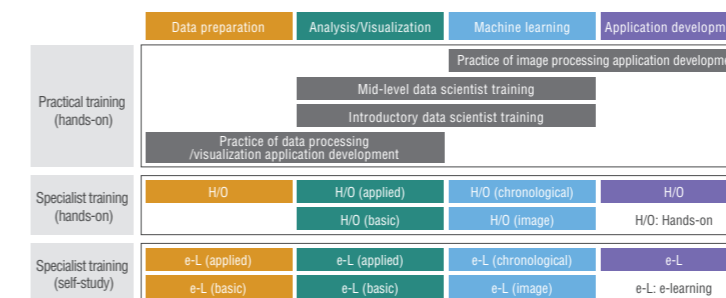 Data preparation Analysis/Visualization Machine learning Application developm
Practical training
(hands-on)
Practice of image processing application developme
Mid-level data scientist training
Introductory data scientist training
Practice of data processing
/visualization application development
Specialist training
(hands-on)
H/O H/O (applied) H/O (chronological) H/O
H/O (basic) H/O (image) H/O: Hands-on
Specialist training
(self-study)
e-L (applied) e-L (applied) e-L (chronological) e-L
e-L (basic) e-L (basic) e-L (image) e-L: e-learning